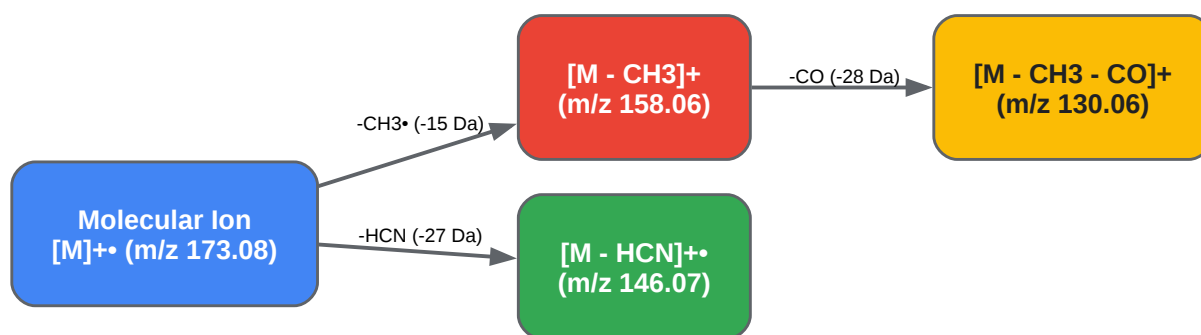 Molecular Ion
[M]+• (m/z 173.08)
-CH3• (-15 Da)
[M - CH3]+
(m/z 158.06)
-CO (-28 Da)
[M - CH3 - CO]+
(m/z 130.06)
-HCN (-27 Da)
[M - HCN]+•
(m/z 146.07)